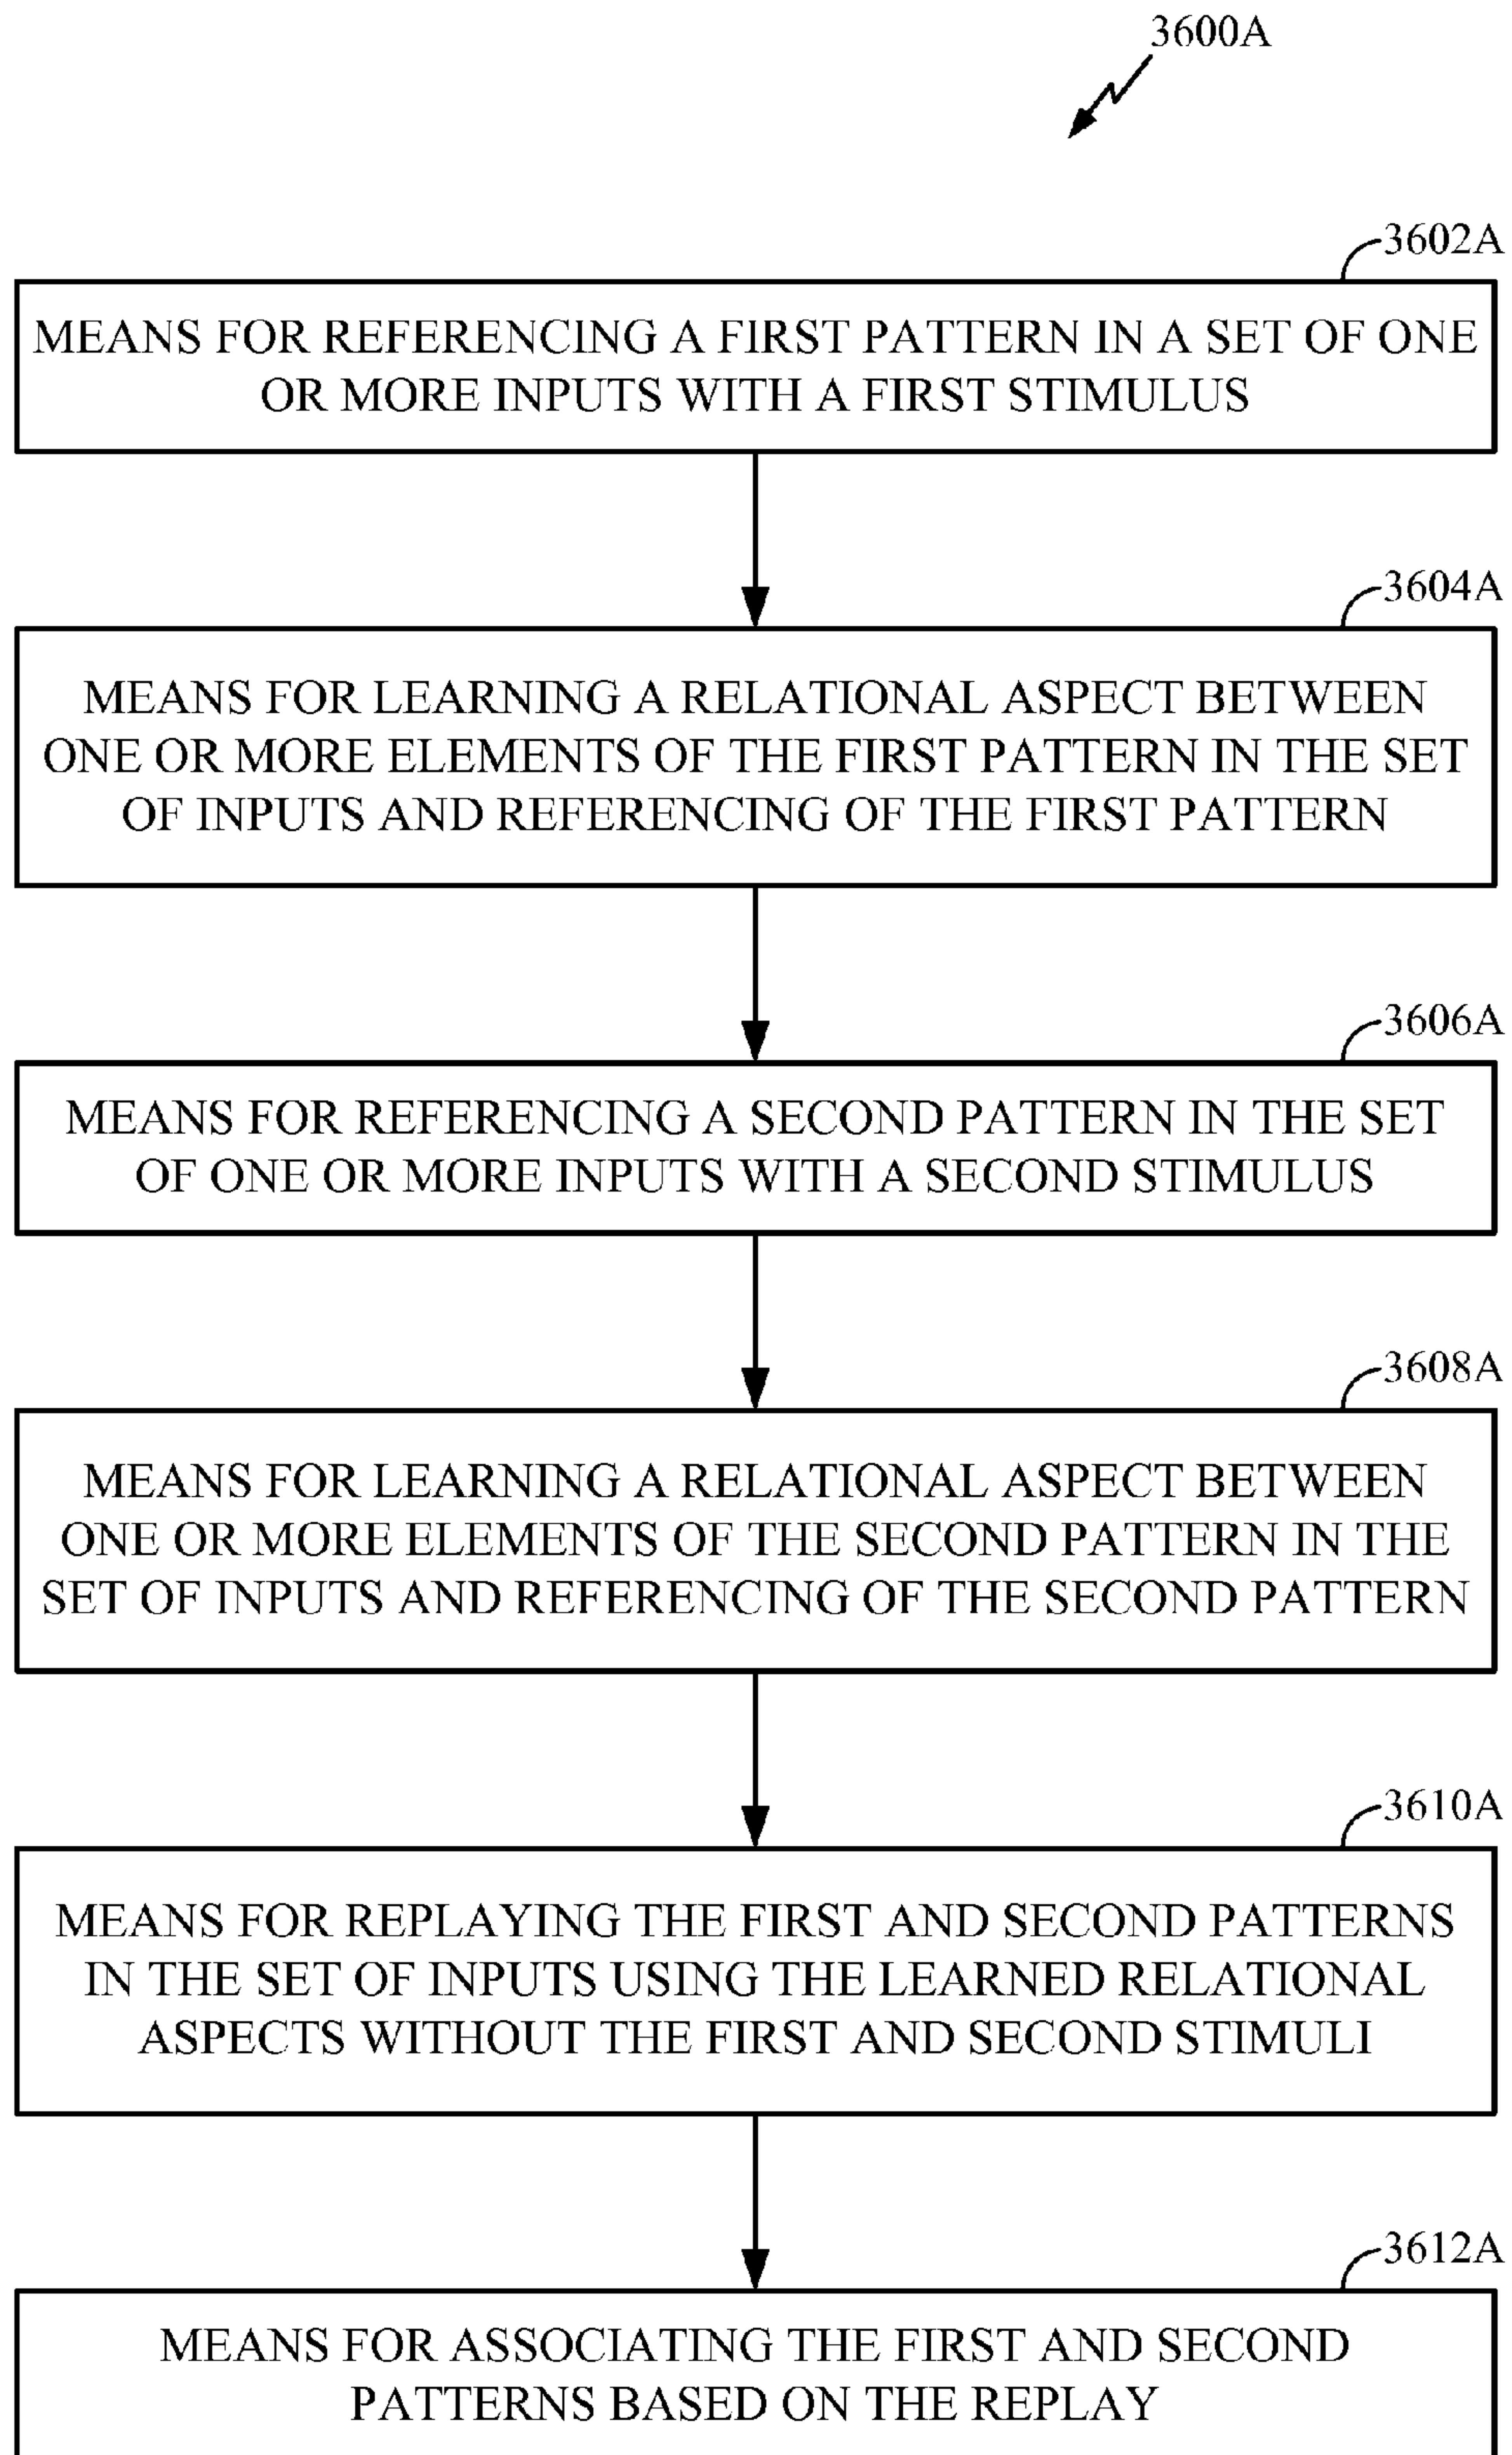 3600A
3602A
MEANS FOR REFERENCING A FIRST PATTERN IN A SET OF ONE
OR MORE INPUTS WITH A FIRST STIMULUS
3604A
MEANS FOR LEARNING A RELATIONAL ASPECT BETWEEN
ONE OR MORE ELEMENTS OF THE FIRST PATTERN IN THE SET
OF INPUTS AND REFERENCING OF THE FIRST PATTERN
3606A
MEANS FOR REFERENCING A SECOND PATTERN IN THE SET
OF ONE OR MORE INPUTS WITH A SECOND STIMULUS
3608A
MEANS FOR LEARNING A RELATIONAL ASPECT BETWEEN
ONE OR MORE ELEMENTS OF THE SECOND PATTERN IN THE
SET OF INPUTS AND REFERENCING OF THE SECOND PATTERN
3610A
MEANS FOR REPLAYING THE FIRST AND SECOND PATTERNS
IN THE SET OF INPUTS USING THE LEARNED RELATIONAL
ASPECTS WITHOUT THE FIRST AND SECOND STIMULI
3612A
MEANS FOR ASSOCIATING THE FIRST AND SECOND
PATTERNS BASED ON THE REPLAY